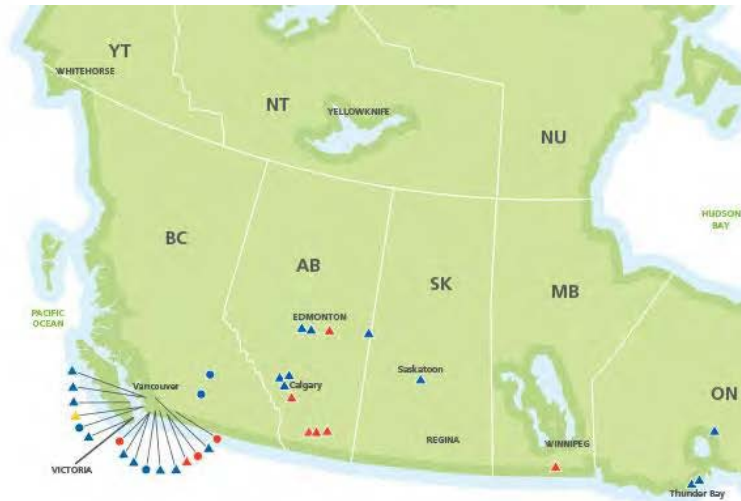 YT
WHITEHORSE
NT
YELLOWKNIFE
NU
HUDSON
BAY
BC
AB
SK
MB
PACIFIC
OCEAN
EDMONTON
Vancouver
Calgary
Saskatoon
ON
VICTORIA
REGINA
WINNIPEG
Thunder Bay